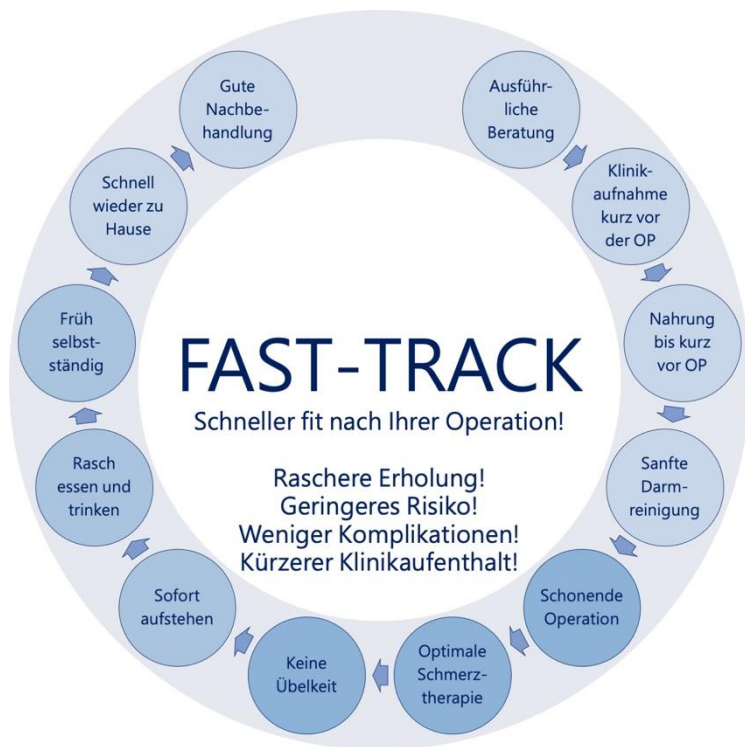 FAST-TRACK
Schneller fit nach Ihrer Operation!
Raschere Erholung!
Geringeres Risiko!
Weniger Komplikationen!
Kürzerer Klinikaufenthalt!
Ausführ-
liche
Beratung
Klinik-
aufnahme
kurz vor
der OP
Nahrung
bis kurz
vor OP
Sanfte
Darm-
reinigung
Schonende
Operation
Optimale
Schmerz-
therapie
Keine
Übelkeit
Sofort
aufstehen
Rasch
essen und
trinken
Früh
selbst-
ständig
Schnell
wieder zu
Hause
Gute
Nachbe-
handlung